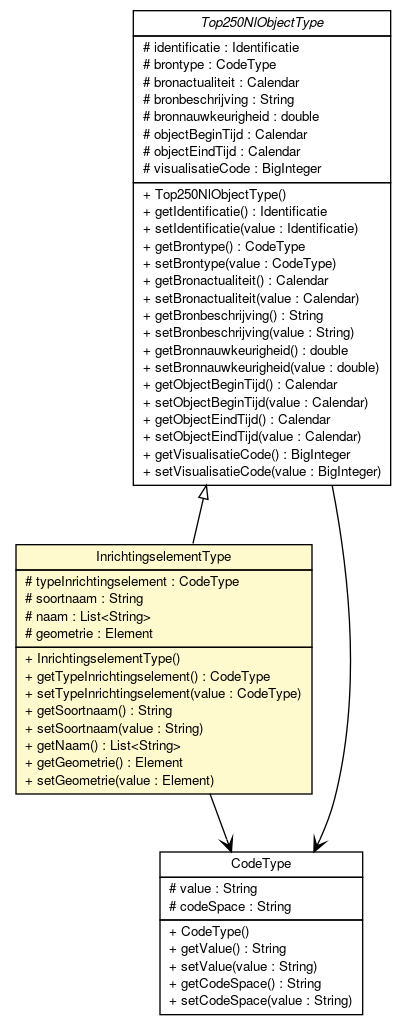 Top250NlObjectType
# identificatie : Identificatie
# brontype : CodeType
# bronactualiteit : Calendar
# bronbeschrijving : String
# bronnauwkeurigheid : double
# objectBeginTijd : Calendar
# objectEindTijd : Calendar
# visualisatieCode : BigInteger
+ Top250NlObjectType()
+ getIdentificatie() : Identificatie
+ setIdentificatie(value : Identificatie)
+ getBrontype() : CodeType
+ setBrontype(value : CodeType)
+ getBronactualiteit() : Calendar
+ setBronactualiteit(value : Calendar)
+ getBronbeschrijving() : String
+ setBronbeschrijving(value : String)
+ getBronnauwkeurigheid() : double
+ setBronnauwkeurigheid(value : double)
+ getObjectBeginTijd() : Calendar
+ setObjectBeginTijd(value : Calendar)
+ getObjectEindTijd() : Calendar
+ setObjectEindTijd(value : Calendar)
+ getVisualisatieCode() : BigInteger
+ setVisualisatieCode(value : BigInteger)
InrichtingselementType
# typeInrichtingselement : CodeType
# soortnaam : String
# naam : List<String>
# geometrie : Element
+ InrichtingselementType()
+ getTypeInrichtingselement() : CodeType
+ setTypeInrichtingselement(value : CodeType)
+ getSoortnaam() : String
+ setSoortnaam(value : String)
+ getNaam() : List<String>
+ getGeometrie() : Element
+ setGeometrie(value : Element)
CodeType
# value : String
# codeSpace : String
+ CodeType()
+ getValue() : String
+ setValue(value : String)
+ getCodeSpace() : String
+ setCodeSpace(value : String)